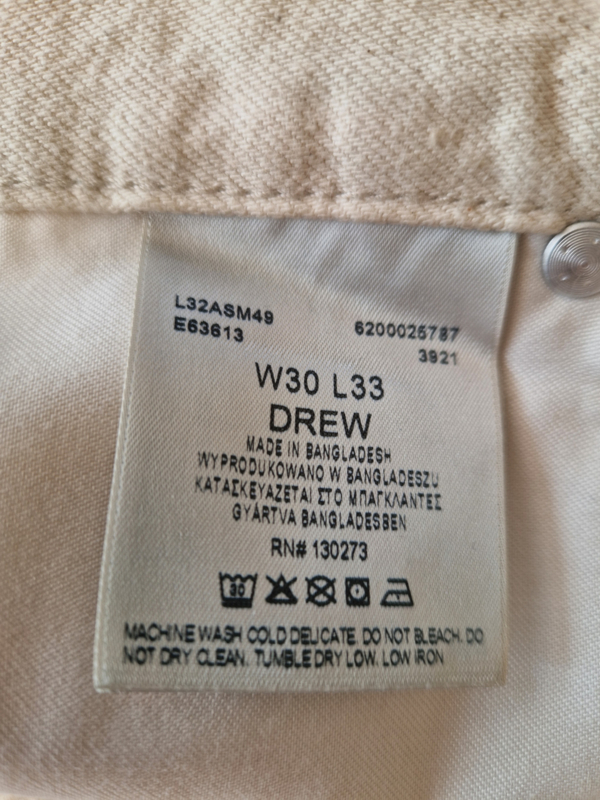 L32ASM49
E63613
6200025787
3921
W30 L33
DREW
MADE IN BANGLADESH
WYPRODUKOWANO W BANGLADESZU
ΚΑΤΑΣΚΕΥΑΖΕΤΑΙ ΣΤΟ ΜΠΑΓΚΛΑΝΤΕΣ
GYÁRTVA BANGLADESBEN
RN# 130273
30
MACHINE WASH COLD DELICATE. DO NOT BLEACH. DO
NOT DRY CLEAN. TUMBLE DRY LOW. LOW IRON